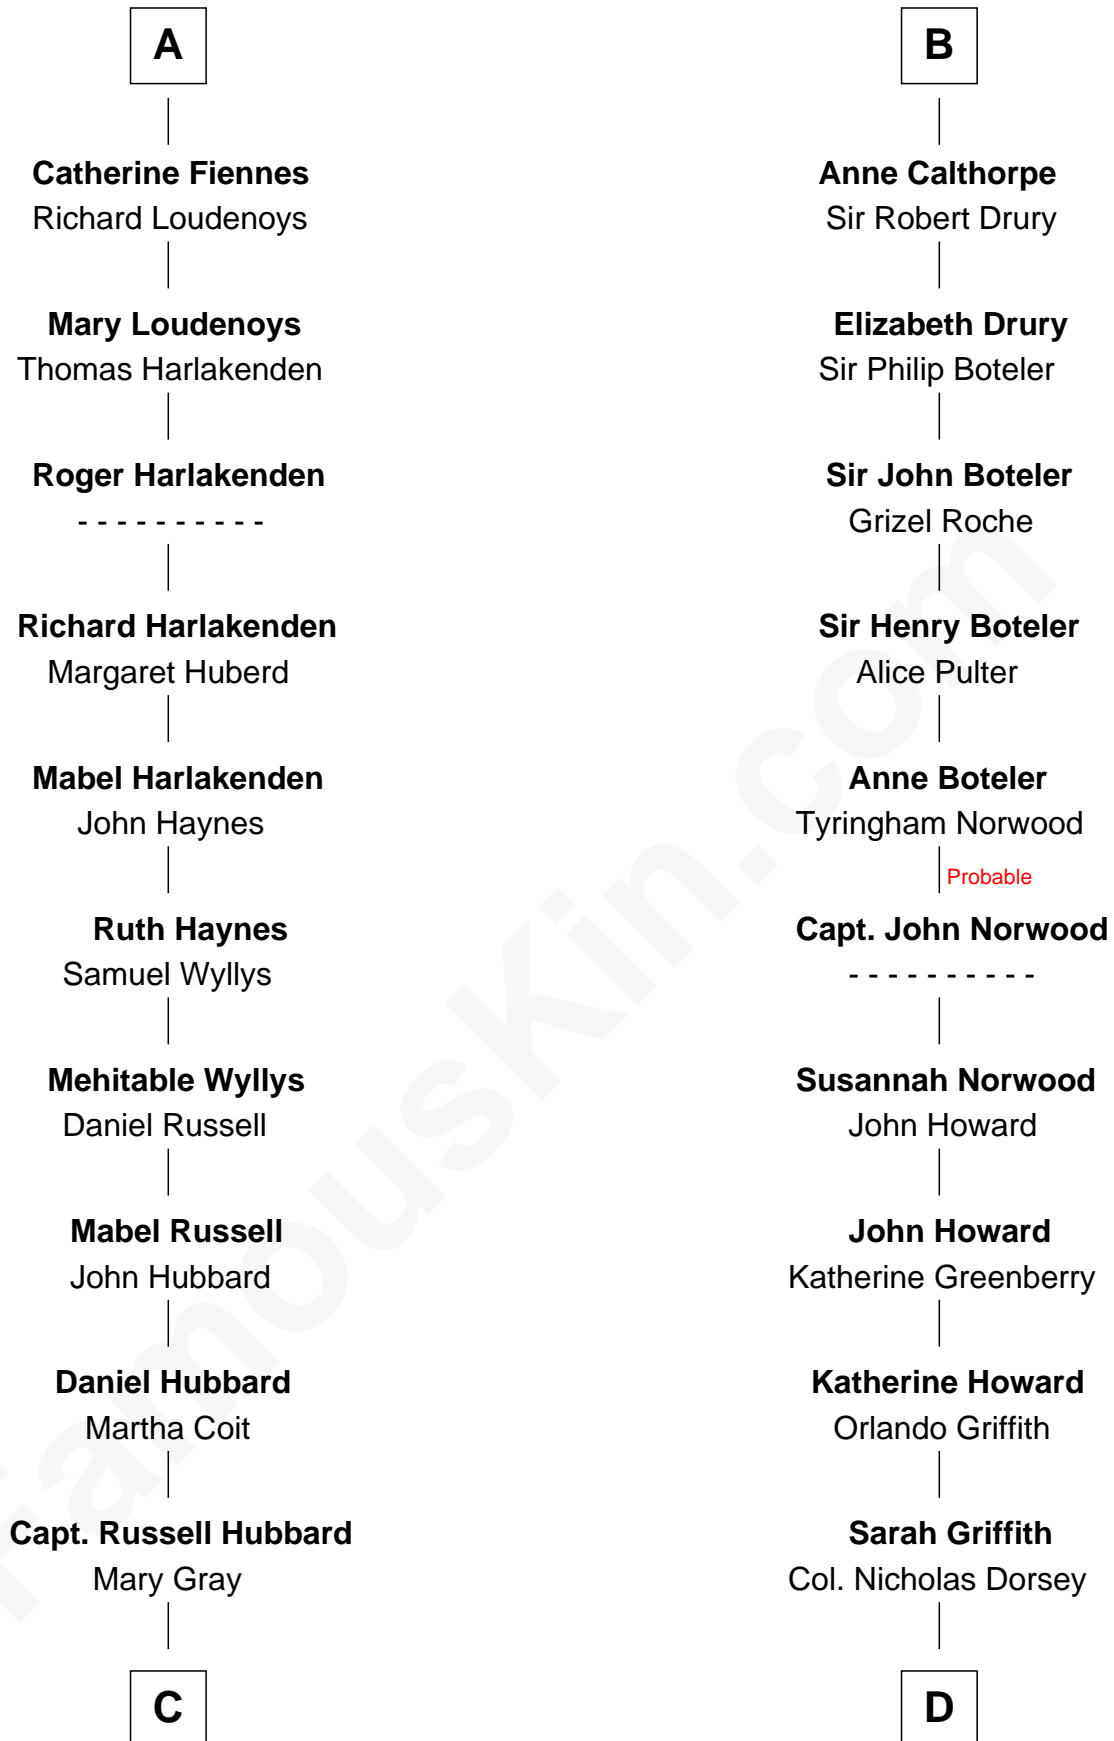 A
Catherine Fiennes
Richard Loudenoys
Mary Loudenoys
Thomas Harlakenden
Roger Harlakenden
- - - - - - - - - -
Richard Harlakenden
Margaret Huberd
Mabel Harlakenden
John Haynes
Ruth Haynes
Samuel Wyllys
Mehitable Wyllys
Daniel Russell
Mabel Russell
John Hubbard
Daniel Hubbard
Martha Coit
Capt. Russell Hubbard
Mary Gray
C
B
Anne Calthorpe
Sir Robert Drury
Elizabeth Drury
Sir Philip Boteler
Sir John Boteler
Grizel Roche
Sir Henry Boteler
Alice Pulter
Anne Boteler
Tyringham Norwood
Probable
Capt. John Norwood
- - - - - - - - - -
Susannah Norwood
John Howard
John Howard
Katherine Greenberry
Katherine Howard
Orlando Griffith
Sarah Griffith
Col. Nicholas Dorsey
D
FamousKin.com